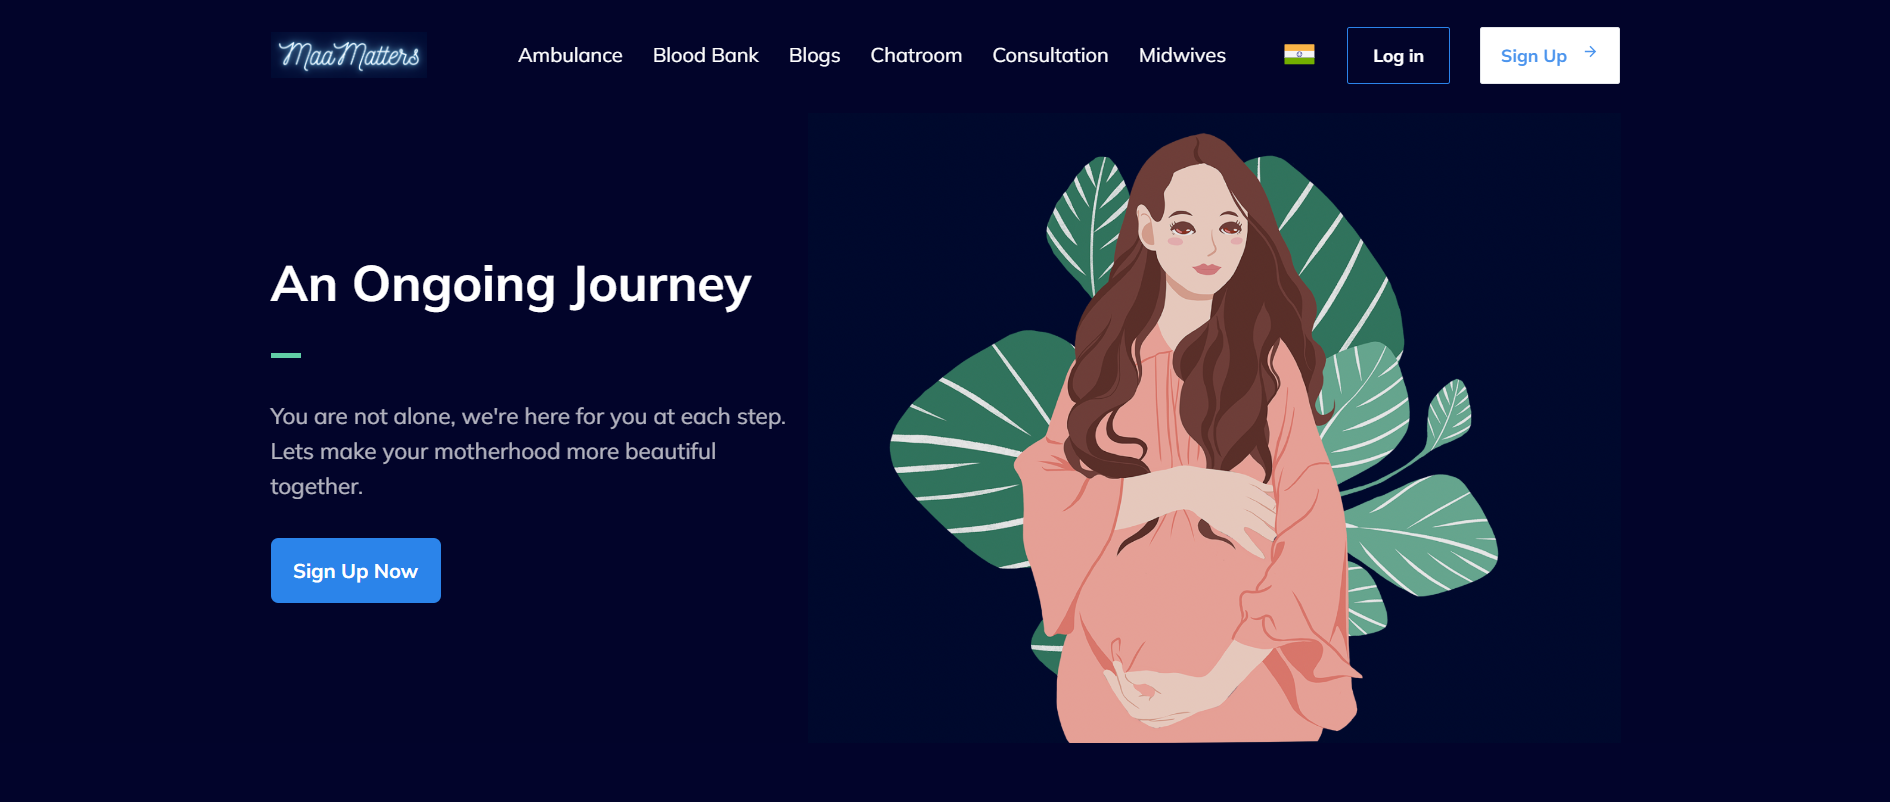 MaaMatters
Ambulance
Blood Bank
Blogs
Chatroom
Consultation
Midwives
Log in
Sign Up →
An Ongoing Journey
You are not alone, we're here for you at each step.
Lets make your motherhood more beautiful
together.
Sign Up Now